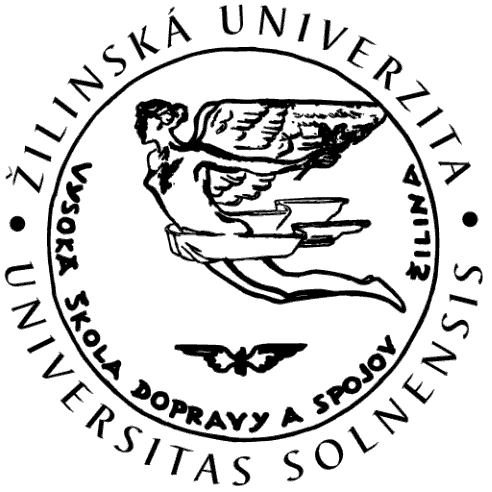 ŽILINSKÁ UNIVERZITA
UNIVERSITAS SOLNENSIS
VYSOKÁ ŠKOLA DOPRAVY A SPOJOV
ŽILINA